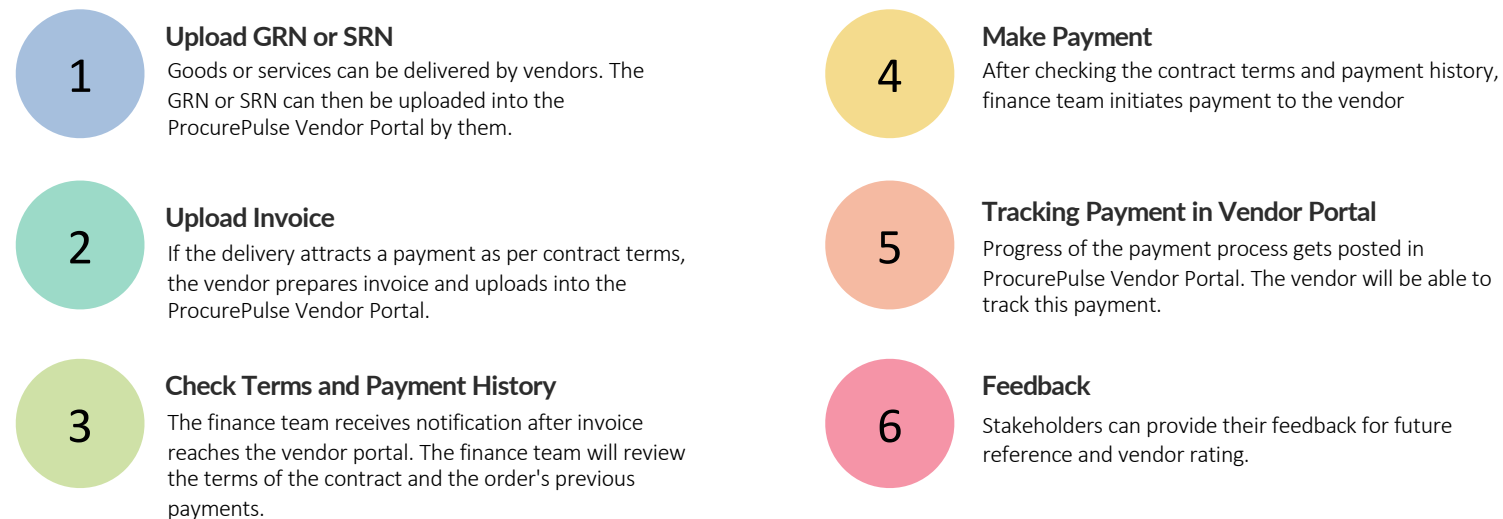 1
Upload GRN or SRN
Goods or services can be delivered by vendors. The
GRN or SRN can then be uploaded into the
ProcurePulse Vendor Portal by them.
2
Upload Invoice
If the delivery attracts a payment as per contract terms,
the vendor prepares invoice and uploads into the
ProcurePulse Vendor Portal.
3
Check Terms and Payment History
The finance team receives notification after invoice
reaches the vendor portal. The finance team will review
the terms of the contract and the order's previous
payments.
4
Make Payment
After checking the contract terms and payment history,
finance team initiates payment to the vendor
5
Tracking Payment in Vendor Portal
Progress of the payment process gets posted in
ProcurePulse Vendor Portal. The vendor will be able to
track this payment.
6
Feedback
Stakeholders can provide their feedback for future
reference and vendor rating.